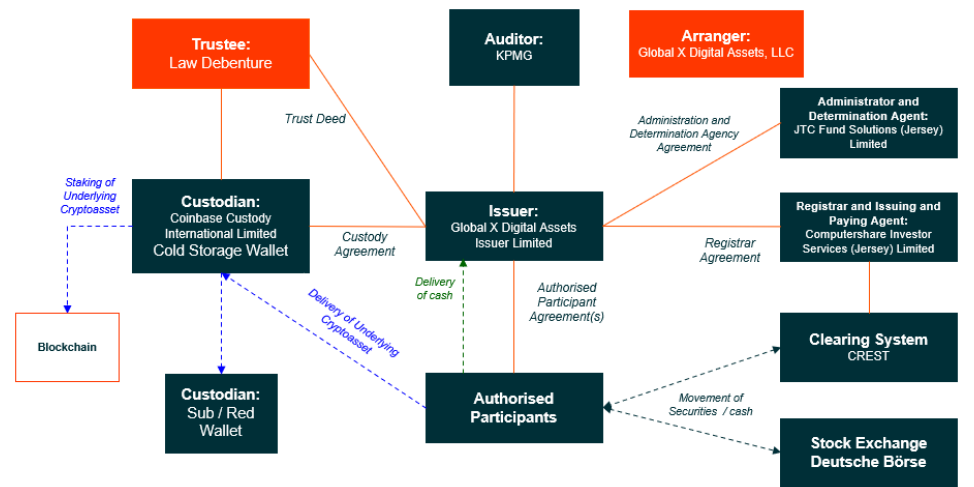 Trustee:
Law Debenture
Auditor:
KPMG
Arranger:
Global X Digital Assets, LLC
Trust Deed
Administration and
Determination Agency
Agreement
Administrator and
Determination Agent:
JTC Fund Solutions (Jersey)
Limited
Staking of
Underlying
Cryptoasset
Custodian:
Coinbase Custody
International Limited
Cold Storage Wallet
Custody
Agreement
Issuer:
Global X Digital Assets
Issuer Limited
Registrar
Agreement
Registrar and Issuing and
Paying Agent:
Computershare Investor
Services (Jersey) Limited
Delivery
of cash
Authorised
Participant
Agreement(s)
Delivery of Underlying
Cryptoasset
Blockchain
Clearing System
CREST
Custodian:
Sub / Red
Wallet
Authorised
Participants
Movement of
Securities / cash
Stock Exchange
Deutsche Börse